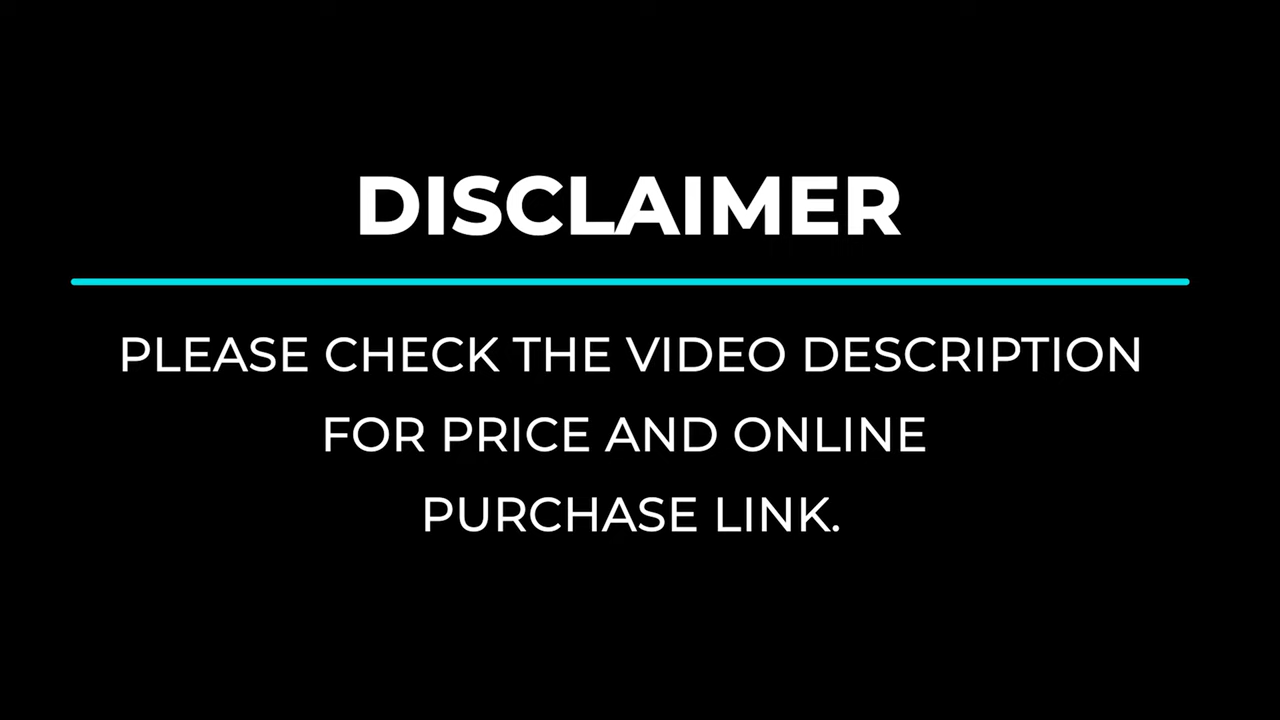 DISCLAIMER
PLEASE CHECK THE VIDEO DESCRIPTION
FOR PRICE AND ONLINE
PURCHASE LINK.